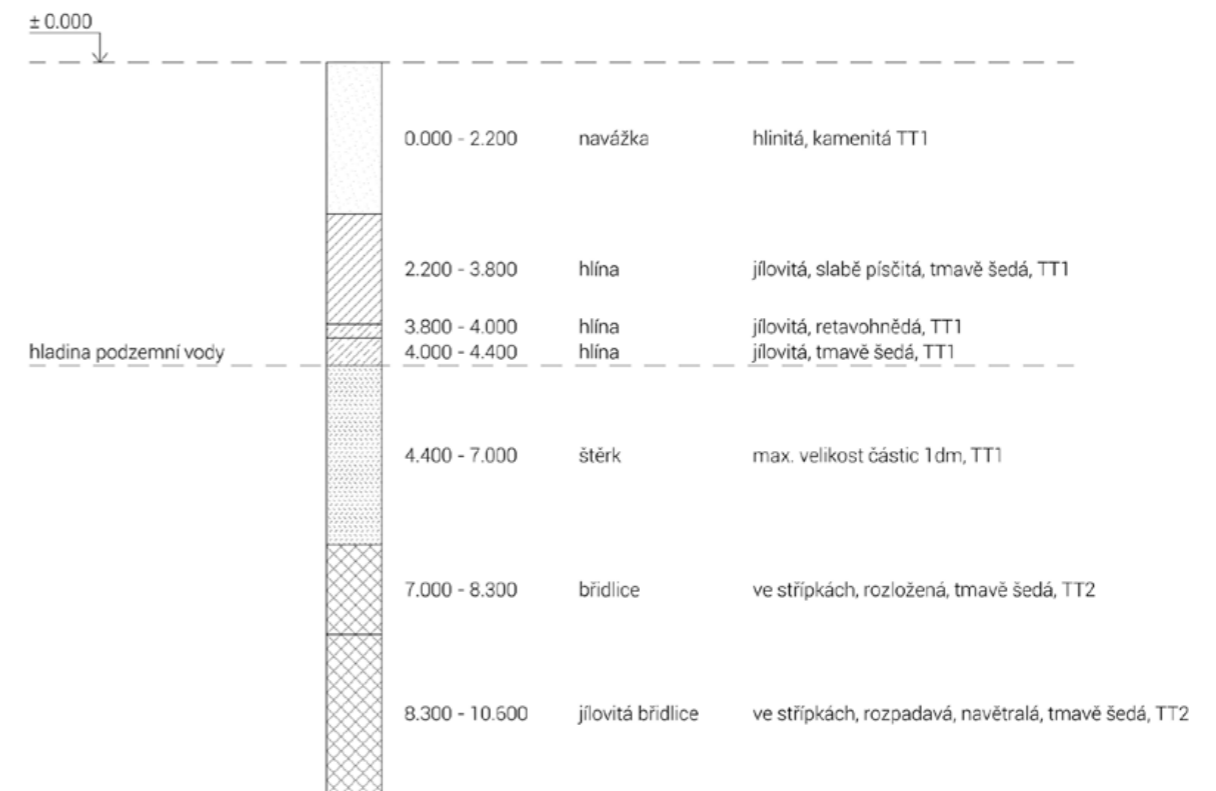 ± 0.000
0.000 - 2.200 navážka hlinitá, kamenitá TT1
2.200 - 3.800 hlína jílovitá, slabě písčitá, tmavě šedá, TT1
3.800 - 4.000 hlína jílovitá, retavohnědá, TT1
hladina podzemní vody 4.000 - 4.400 hlína jílovitá, tmavě šedá, TT1
4.400 - 7.000 štěrk max. velikost částic 1dm, TT1
7.000 - 8.300 břidlice ve střípkách, rozložená, tmavě šedá, TT2
8.300 - 10.600 jílovitá břidlice ve střípkách, rozpadavá, navětralá, tmavě šedá, TT2